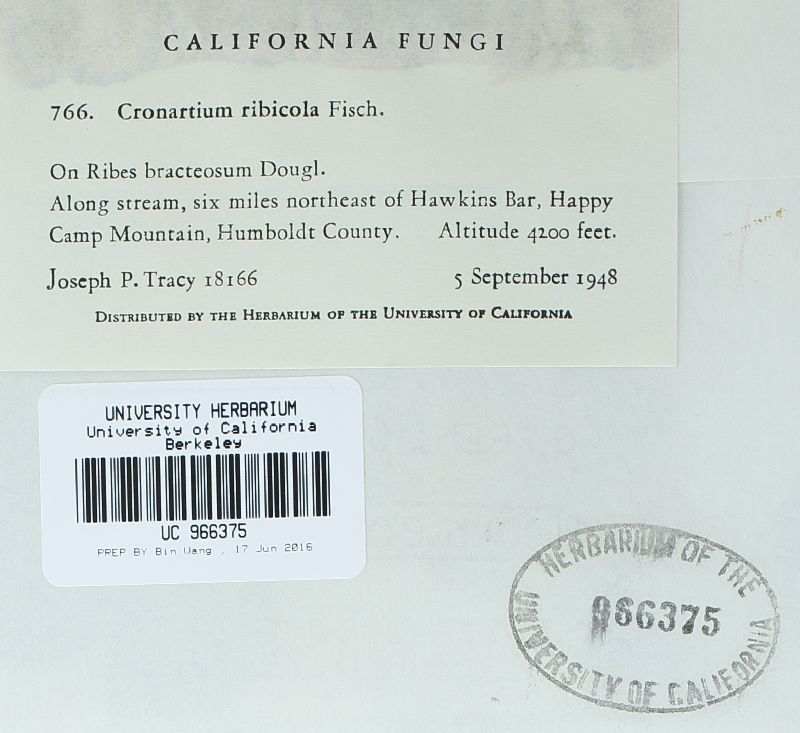 CALIFORNIA FUNGI
766. Cronartium ribicola Fisch.
On Ribes bracteosum Dougl.
Along stream, six miles northeast of Hawkins Bar, Happy
Camp Mountain, Humboldt County. Altitude 4200 feet.
Joseph P. Tracy 18166 5 September 1948
DISTRIBUTED BY THE HERBARIUM OF THE UNIVERSITY OF CALIFORNIA
UNIVERSITY HERBARIUM
University of California
Berkeley
UC 966375
PREP BY Bin Wang , 17 Jun 2016
HERBARIUM OF THE
966375
UNIVERSITY OF CALIFORNIA